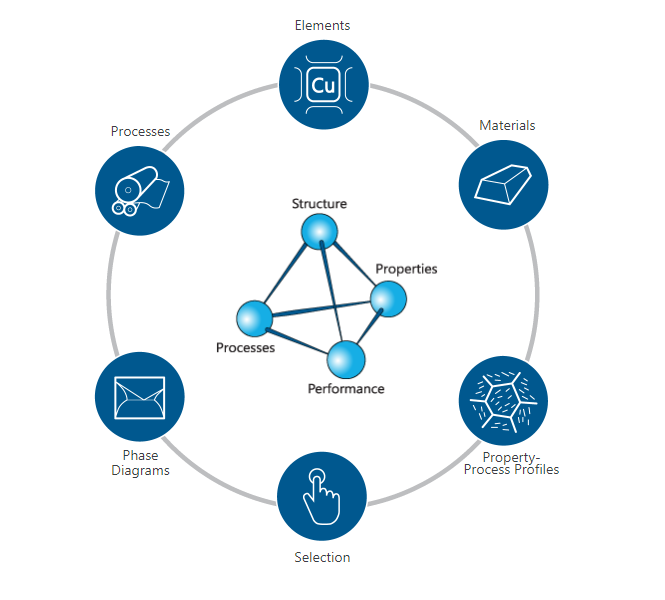 Elements
Cu
Materials
Processes
Structure
Properties
Processes
Performance
Phase
Diagrams
Property-
Process Profiles
Selection